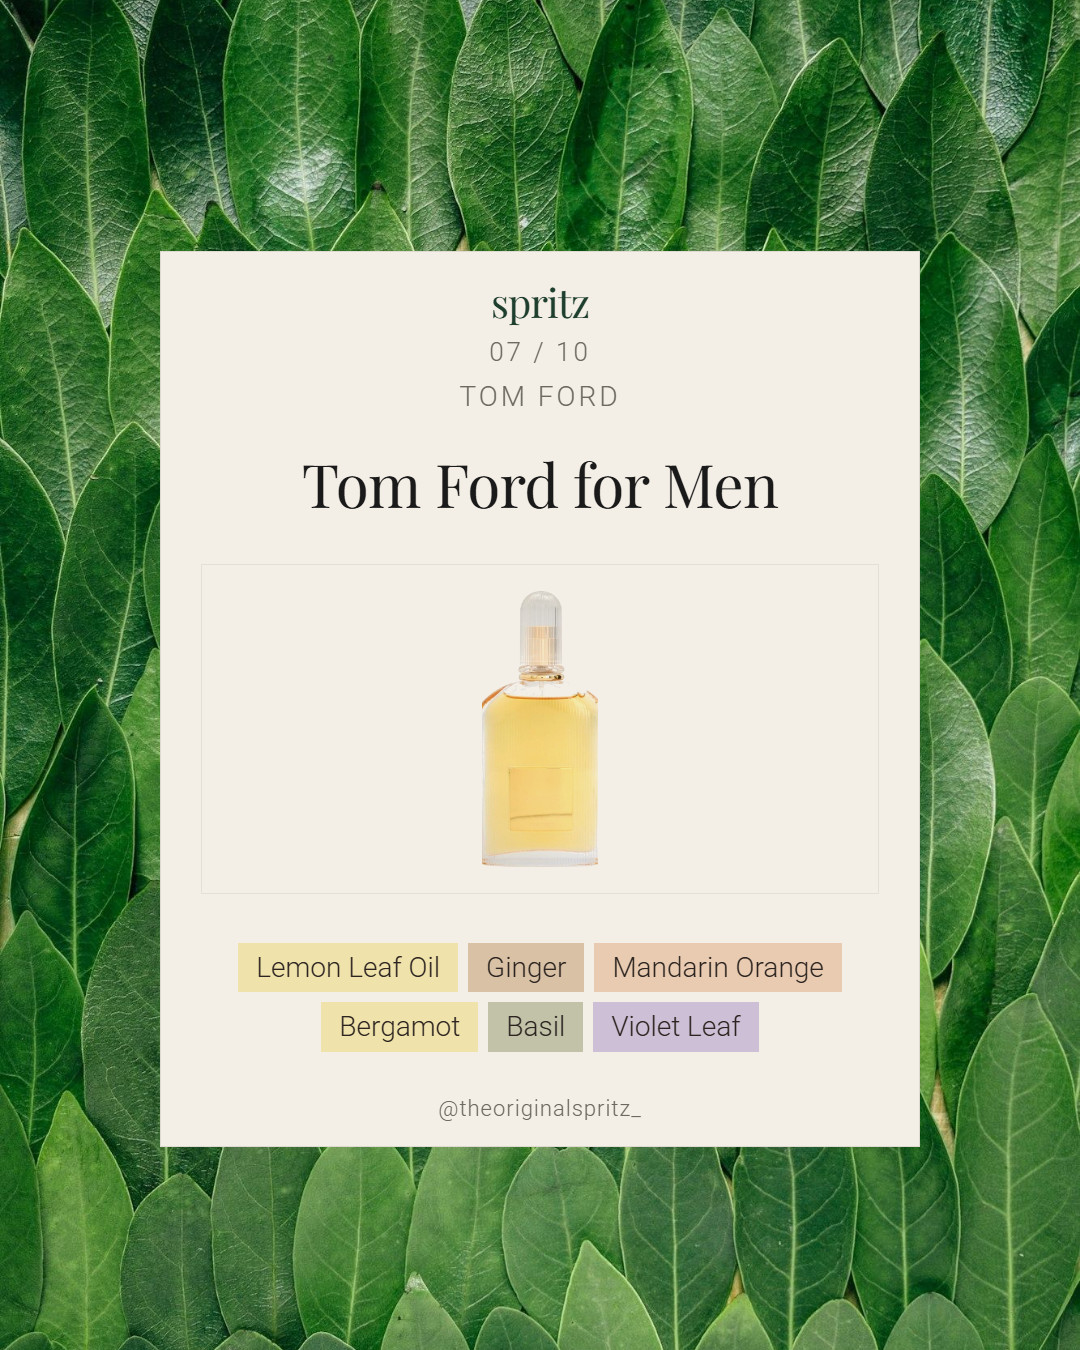 spritz
07 / 10
TOM FORD
Tom Ford for Men
Lemon Leaf Oil Ginger Mandarin Orange
Bergamot Basil Violet Leaf
@theoriginalspritz_